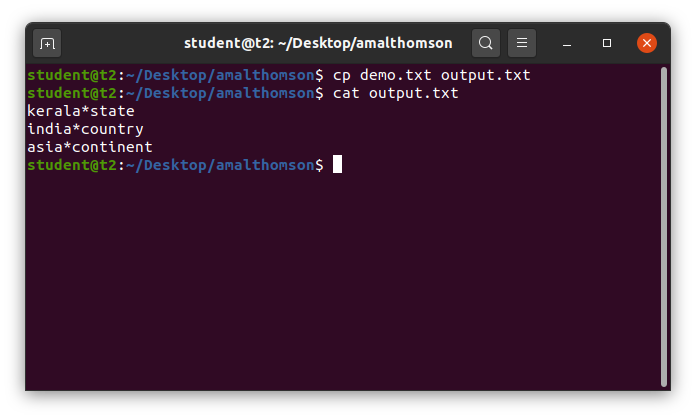 student@t2: ~/Desktop/amalthomson
student@t2:~/Desktop/amalthomson$ cp demo.txt output.txt
student@t2:~/Desktop/amalthomson$ cat output.txt
kerala*state
india*country
asia*continent
student@t2:~/Desktop/amalthomson$